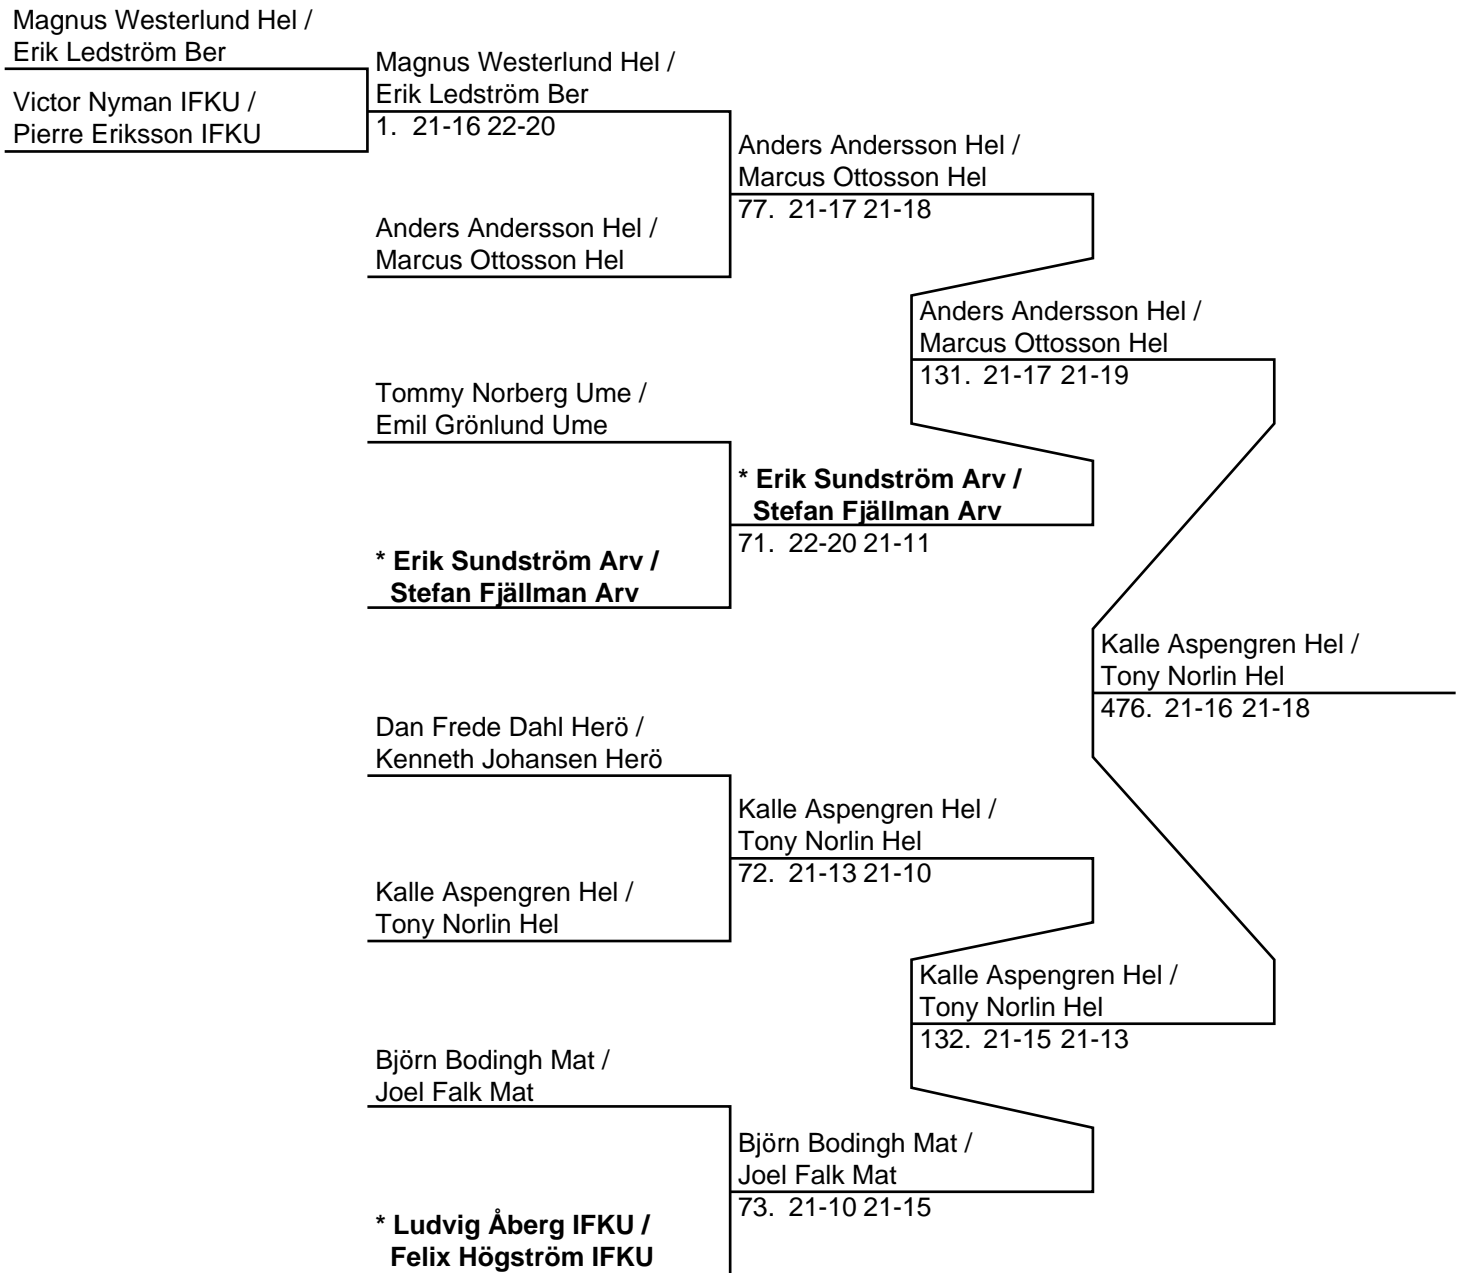 Magnus Westerlund Hel /
Erik Ledström Ber
Victor Nyman IFKU /
Pierre Eriksson IFKU
Magnus Westerlund Hel /
Erik Ledström Ber
1. 21-16 22-20
Anders Andersson Hel /
Marcus Ottosson Hel
Tommy Norberg Ume /
Emil Grönlund Ume
* Erik Sundström Arv /
Stefan Fjällman Arv
Dan Frede Dahl Herö /
Kenneth Johansen Herö
Kalle Aspengren Hel /
Tony Norlin Hel
Björn Bodingh Mat /
Joel Falk Mat
* Ludvig Åberg IFKU /
Felix Högström IFKU
Anders Andersson Hel /
Marcus Ottosson Hel
77. 21-17 21-18
* Erik Sundström Arv /
Stefan Fjällman Arv
71. 22-20 21-11
Kalle Aspengren Hel /
Tony Norlin Hel
72. 21-13 21-10
Björn Bodingh Mat /
Joel Falk Mat
73. 21-10 21-15
Anders Andersson Hel /
Marcus Ottosson Hel
131. 21-17 21-19
Kalle Aspengren Hel /
Tony Norlin Hel
132. 21-15 21-13
Kalle Aspengren Hel /
Tony Norlin Hel
476. 21-16 21-18